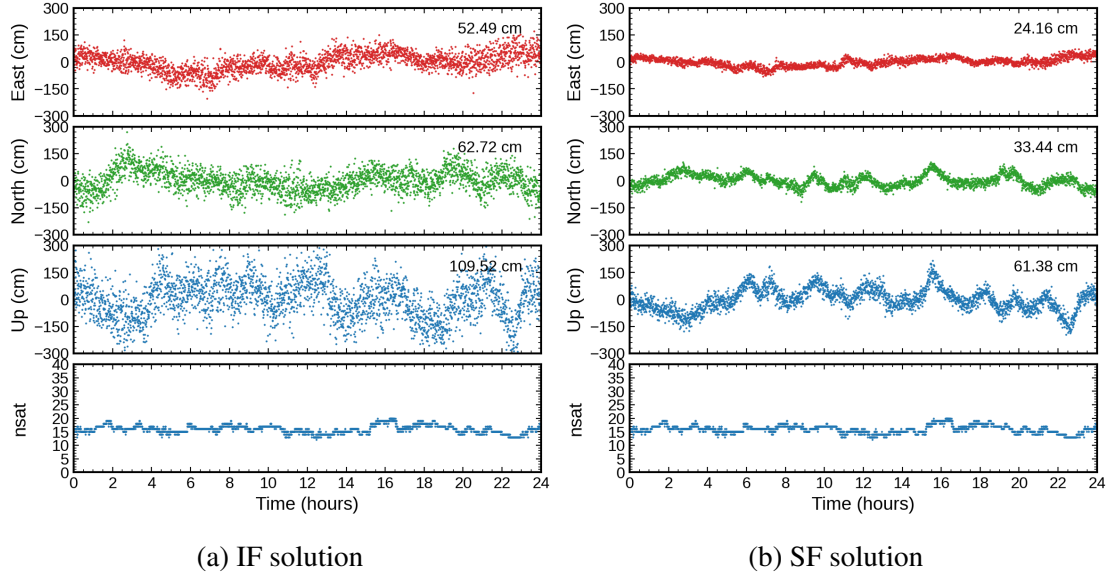 300
150
0
−150
−300
East (cm)
52.49 cm
300
150
0
−150
−300
North (cm)
62.72 cm
300
150
0
−150
−300
Up (cm)
109.52 cm
40
35
30
25
20
15
10
5
0
nsat
0 2 4 6 8 10 12 14 16 18 20 22 24
Time (hours)
(a) IF solution
300
150
0
−150
−300
East (cm)
24.16 cm
300
150
0
−150
−300
North (cm)
33.44 cm
300
150
0
−150
−300
Up (cm)
61.38 cm
40
35
30
25
20
15
10
5
0
nsat
0 2 4 6 8 10 12 14 16 18 20 22 24
Time (hours)
(b) SF solution